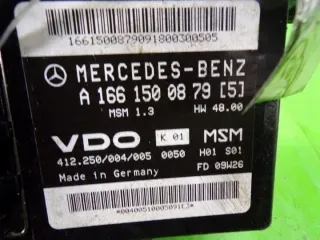 16615008790918003005​05
MERCEDES-BENZ
A 166 150 08 79 [5]
MSM 1.3 HW 48.00
VDO K 01 MSM
412.250/004/005 0050 H01 S01
Made in Germany FD 09W26